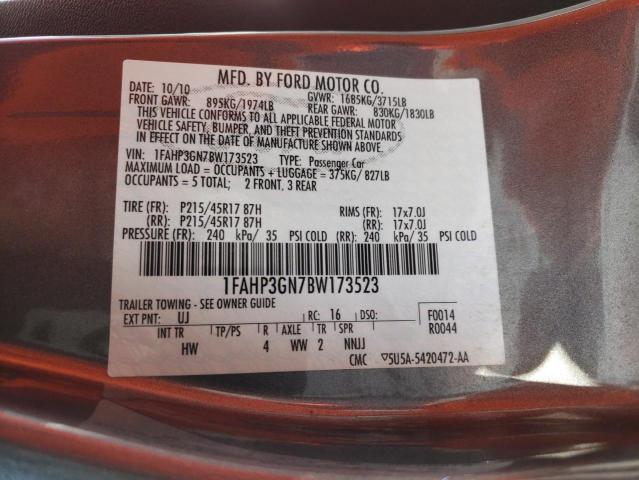 MFD. BY FORD MOTOR CO.
DATE: 10/10 GVWR: 1685KG/3715LB
FRONT GAWR: 895KG/1974LB REAR GAWR: 830KG/1830LB
THIS VEHICLE CONFORMS TO ALL APPLICABLE FEDERAL MOTOR
VEHICLE SAFETY, BUMPER, AND THEFT PREVENTION STANDARDS
IN EFFECT ON THE DATE OF MANUFACTURE SHOWN ABOVE.
VIN: 1FAHP3GN7BW173523 TYPE: Passenger Car
MAXIMUM LOAD = OCCUPANTS + LUGGAGE = 375KG/ 827LB
OCCUPANTS = 5 TOTAL; 2 FRONT, 3 REAR
TIRE (FR): P215/45R17 87H RIMS (FR): 17x7.0J
(RR): P215/45R17 87H (RR): 17x7.0J
PRESSURE (FR): 240 kPa/ 35 PSI COLD (RR): 240 kPa/ 35 PSI COLD
1FAHP3GN7BW173523
TRAILER TOWING - SEE OWNER GUIDE
EXT PNT: UJ RC: 16 DSO: F0014
R0044
INT TR TP/PS R AXLE TR SPR
HW 4 WW 2 NNJJ
CMC ▽5U5A-5420472-AA